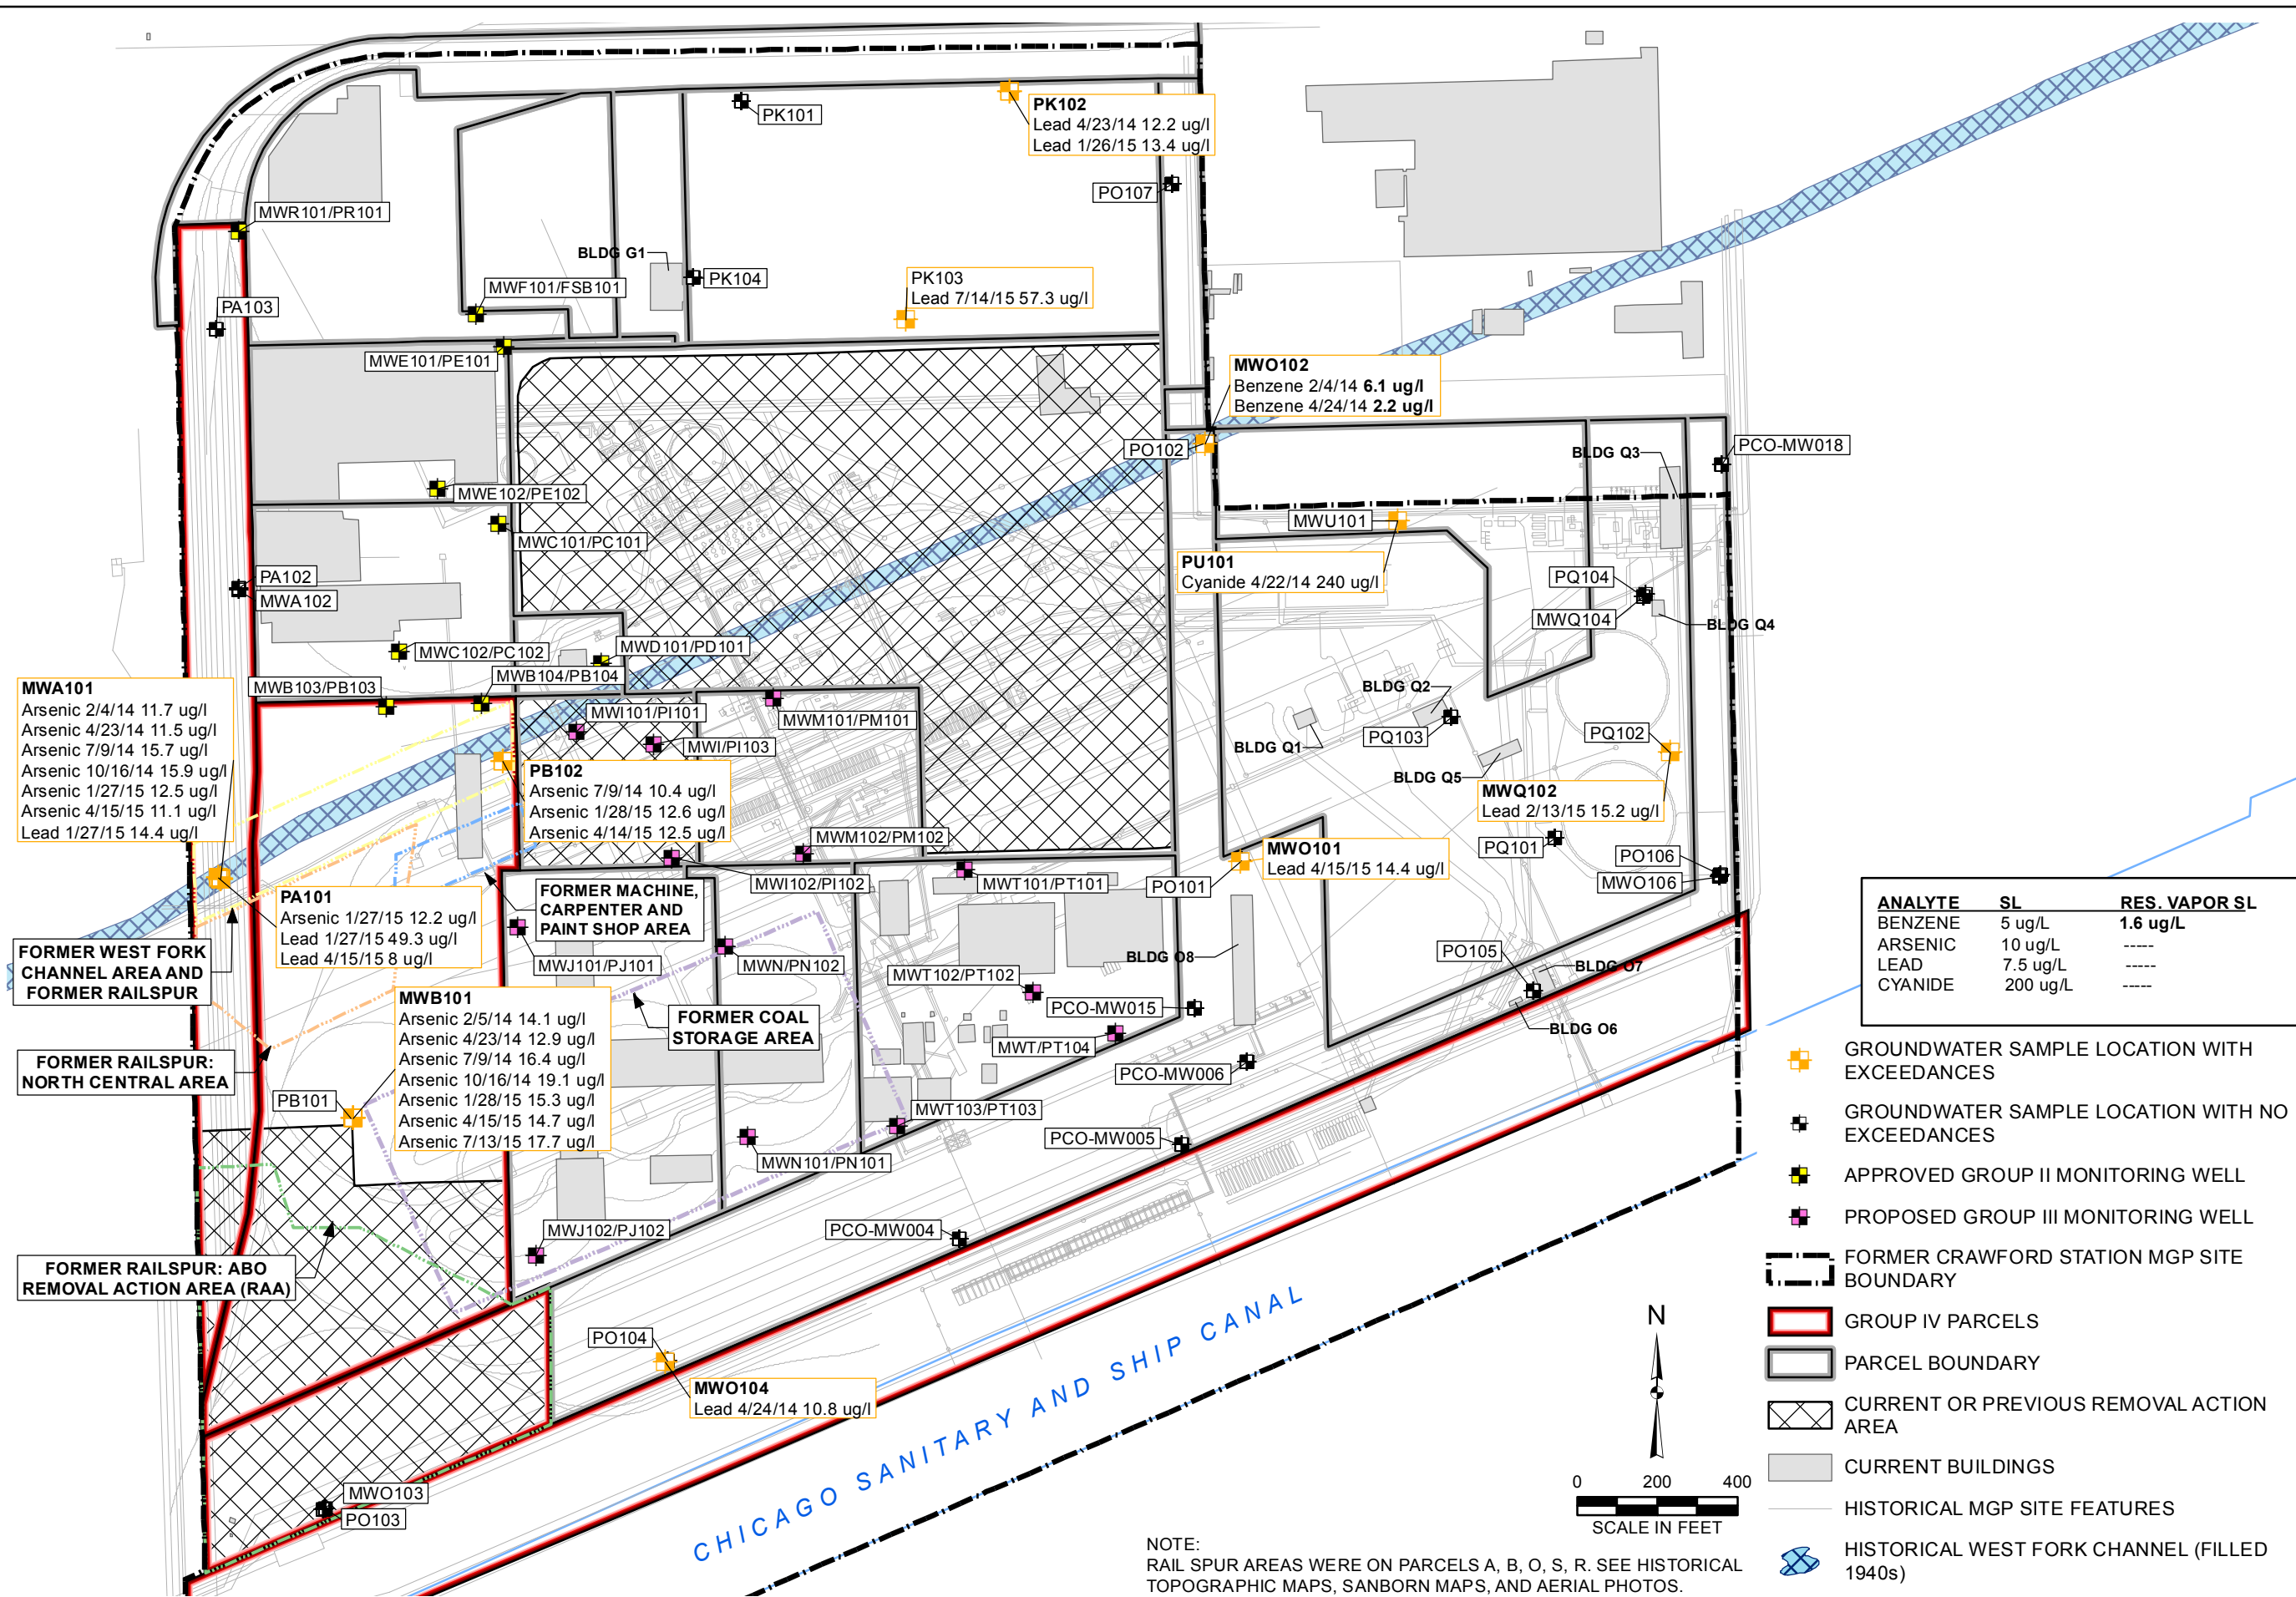 PK101
PK102
Lead 4/23/14 12.2 ug/l
Lead 1/26/15 13.4 ug/l
PO107
MWR101/PR101
BLDG G1
PK104
PK103
Lead 7/14/15 57.3 ug/l
MWF101/FSB101
PA103
MWE101/PE101
MWO102
Benzene 2/4/14 6.1 ug/l
Benzene 4/24/14 2.2 ug/l
PO102
BLDG Q3
PCO-MW018
MWE102/PE102
MWC101/PC101
MWU101
PU101
Cyanide 4/22/14 240 ug/l
PA102
MWA102
PQ104
MWQ104
BLDG Q4
MWC102/PC102
MWD101/PD101
MWB104/PB104
MWB103/PB103
MWA101
Arsenic 2/4/14 11.7 ug/l
Arsenic 4/23/14 11.5 ug/l
Arsenic 7/9/14 15.7 ug/l
Arsenic 10/16/14 15.9 ug/l
Arsenic 1/27/15 12.5 ug/l
Arsenic 4/15/15 11.1 ug/l
Lead 1/27/15 14.4 ug/l
MWI101/PI101
MWI/PI103
MWM101/PM101
BLDG Q2
BLDG Q1
PQ103
BLDG Q5
PQ102
MWQ102
Lead 2/13/15 15.2 ug/l
PB102
Arsenic 7/9/14 10.4 ug/l
Arsenic 1/28/15 12.6 ug/l
Arsenic 4/14/15 12.5 ug/l
MWM102/PM102
MWI102/PI102
MWT101/PT101
PO101
MWO101
Lead 4/15/15 14.4 ug/l
PQ101
PO106
MWO106
FORMER MACHINE,
CARPENTER AND
PAINT SHOP AREA
PA101
Arsenic 1/27/15 12.2 ug/l
Lead 1/27/15 49.3 ug/l
Lead 4/15/15 8 ug/l
FORMER WEST FORK
CHANNEL AREA AND
FORMER RAILSPUR
MWJ101/PJ101
MWN/PN102
MWT102/PT102
BLDG O8
PO105
BLDG O7
BLDG O6
PCO-MW015
MWT/PT104
PCO-MW006
FORMER COAL
STORAGE AREA
MWB101
Arsenic 2/5/14 14.1 ug/l
Arsenic 4/23/14 12.9 ug/l
Arsenic 7/9/14 16.4 ug/l
Arsenic 10/16/14 19.1 ug/l
Arsenic 1/28/15 15.3 ug/l
Arsenic 4/15/15 14.7 ug/l
Arsenic 7/13/15 17.7 ug/l
FORMER RAILSPUR:
NORTH CENTRAL AREA
PB101
MWT103/PT103
PCO-MW005
MWN101/PN101
MWJ102/PJ102
PCO-MW004
FORMER RAILSPUR: ABO
REMOVAL ACTION AREA (RAA)
PO104
MWO104
Lead 4/24/14 10.8 ug/l
MWO103
PO103
CHICAGO SANITARY AND SHIP CANAL
ANALYTE SL RES. VAPOR SL
BENZENE 5 ug/L 1.6 ug/L
ARSENIC 10 ug/L -----
LEAD 7.5 ug/L -----
CYANIDE 200 ug/L -----
GROUNDWATER SAMPLE LOCATION WITH
EXCEEDANCES
GROUNDWATER SAMPLE LOCATION WITH NO
EXCEEDANCES
APPROVED GROUP II MONITORING WELL
PROPOSED GROUP III MONITORING WELL
FORMER CRAWFORD STATION MGP SITE
BOUNDARY
GROUP IV PARCELS
PARCEL BOUNDARY
CURRENT OR PREVIOUS REMOVAL ACTION
AREA
CURRENT BUILDINGS
HISTORICAL MGP SITE FEATURES
HISTORICAL WEST FORK CHANNEL (FILLED
1940s)
N
0 200 400
SCALE IN FEET
NOTE:
RAIL SPUR AREAS WERE ON PARCELS A, B, O, S, R. SEE HISTORICAL
TOPOGRAPHIC MAPS, SANBORN MAPS, AND AERIAL PHOTOS.